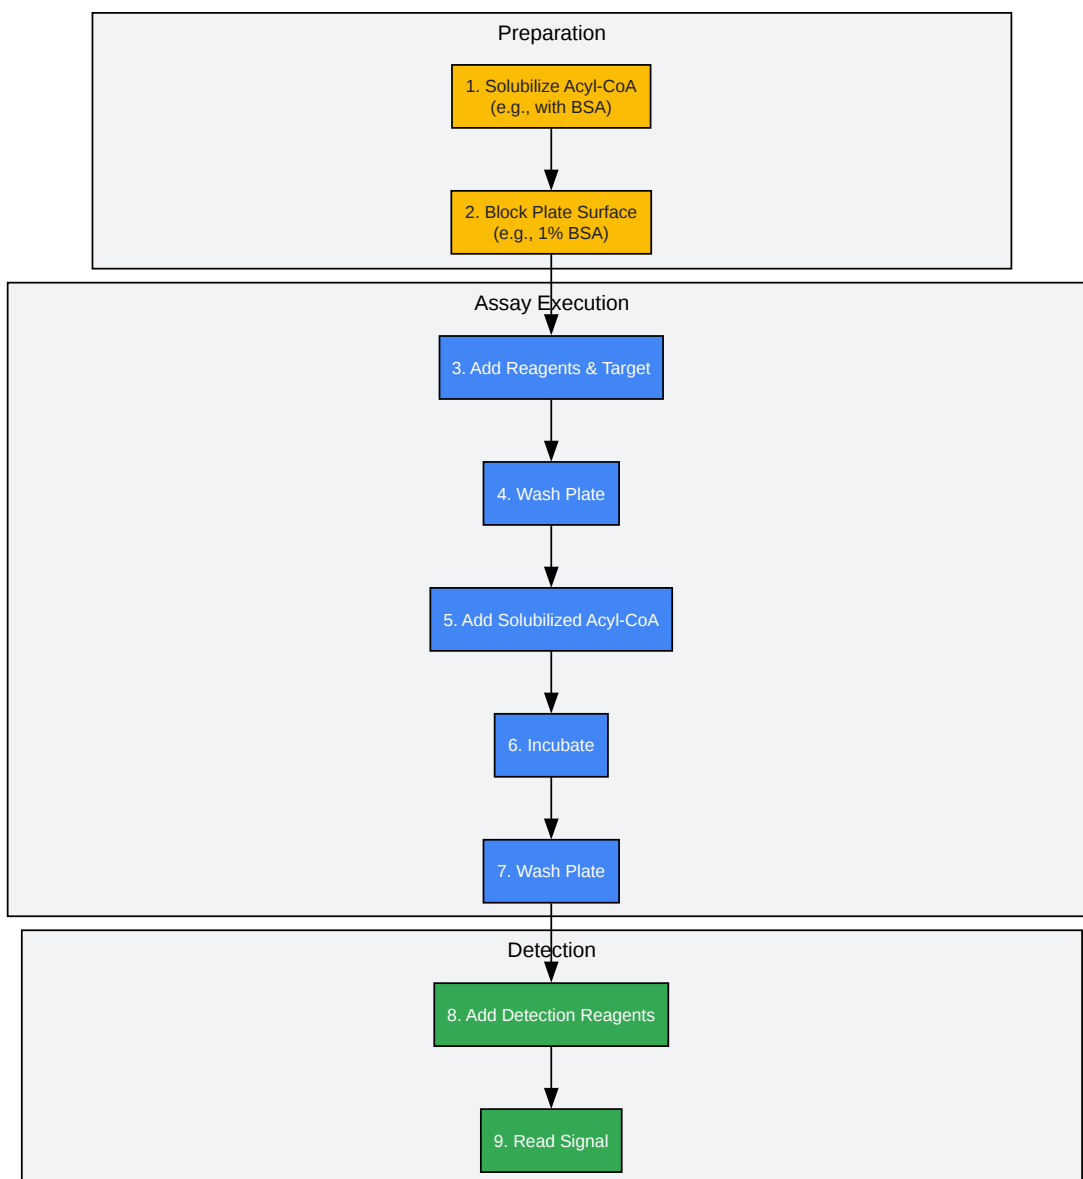 Preparation
1. Solubilize Acyl-CoA
(e.g., with BSA)
2. Block Plate Surface
(e.g., 1% BSA)
Assay Execution
3. Add Reagents & Target
4. Wash Plate
5. Add Solubilized Acyl-CoA
6. Incubate
7. Wash Plate
Detection
8. Add Detection Reagents
9. Read Signal